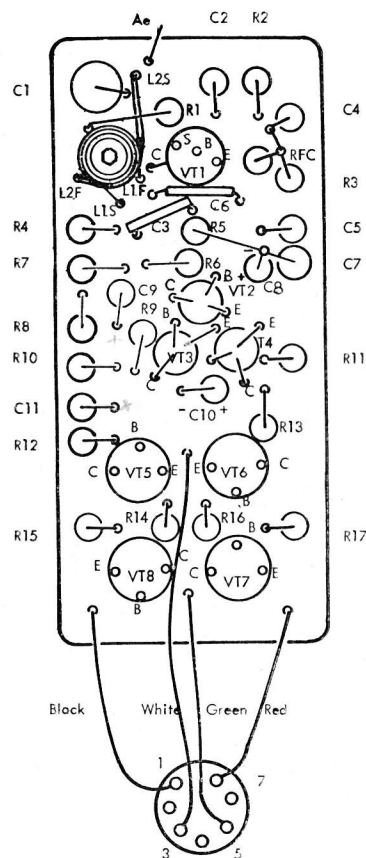 Ae
C2 R2
C1
L2S
C4
R1
S
B
C
E
VT1
RFC
L2F
L1F
L1S
R3
C6
R4
C3
R5
C5
R7
R6
-
C7
B
+
C8
C
VT2
C9
E
R9
B
E
E
R8
VT3
T4
R10
R11
C
C
C11
- C10 +
R13
R12
B
C
VT5
E
VT6
C
B
R15
R14
R16
B
R17
E
VT8
C
C
VT7
E
B
Black
White
Green
Red
1
7
3
5